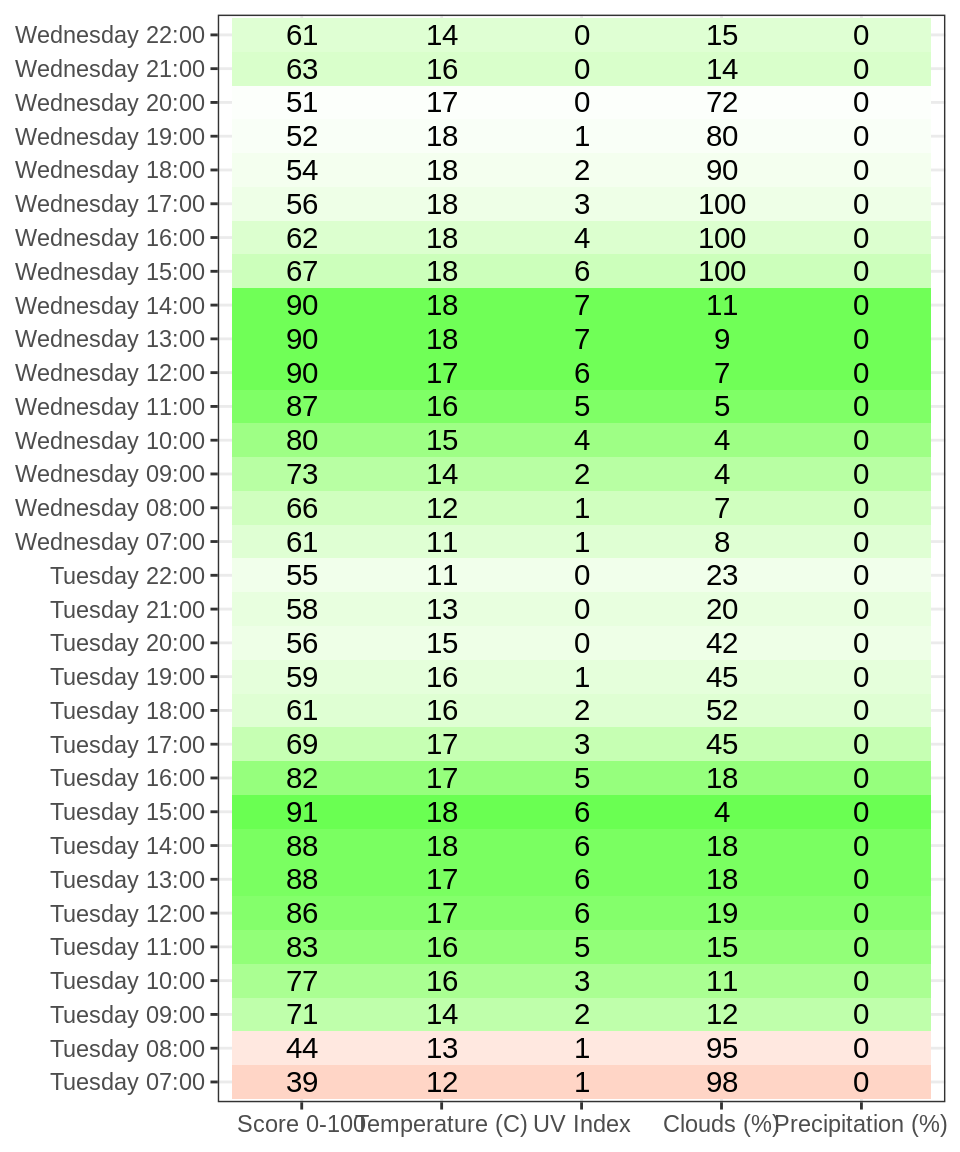 Wednesday 22:00 61 14 0 15 0
Wednesday 21:00 63 16 0 14 0
Wednesday 20:00 51 17 0 72 0
Wednesday 19:00 52 18 1 80 0
Wednesday 18:00 54 18 2 90 0
Wednesday 17:00 56 18 3 100 0
Wednesday 16:00 62 18 4 100 0
Wednesday 15:00 67 18 6 100 0
Wednesday 14:00 90 18 7 11 0
Wednesday 13:00 90 18 7 9 0
Wednesday 12:00 90 17 6 7 0
Wednesday 11:00 87 16 5 5 0
Wednesday 10:00 80 15 4 4 0
Wednesday 09:00 73 14 2 4 0
Wednesday 08:00 66 12 1 7 0
Wednesday 07:00 61 11 1 8 0
Tuesday 22:00 55 11 0 23 0
Tuesday 21:00 58 13 0 20 0
Tuesday 20:00 56 15 0 42 0
Tuesday 19:00 59 16 1 45 0
Tuesday 18:00 61 16 2 52 0
Tuesday 17:00 69 17 3 45 0
Tuesday 16:00 82 17 5 18 0
Tuesday 15:00 91 18 6 4 0
Tuesday 14:00 88 18 6 18 0
Tuesday 13:00 88 17 6 18 0
Tuesday 12:00 86 17 6 19 0
Tuesday 11:00 83 16 5 15 0
Tuesday 10:00 77 16 3 11 0
Tuesday 09:00 71 14 2 12 0
Tuesday 08:00 44 13 1 95 0
Tuesday 07:00 39 12 1 98 0
Score 0-100 Temperature (C) UV Index Clouds (%) Precipitation (%)